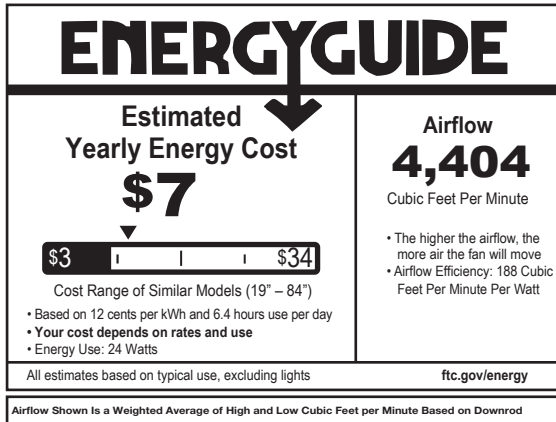 ENERGYGUIDE
Estimated
Yearly Energy Cost
$7
$3 $34
Cost Range of Similar Models (19” – 84”)
• Based on 12 cents per kWh and 6.4 hours use per day
• Your cost depends on rates and use
• Energy Use: 24 Watts
Airflow
4,404
Cubic Feet Per Minute
• The higher the airflow, the
more air the fan will move
• Airflow Efficiency: 188 Cubic
Feet Per Minute Per Watt
All estimates based on typical use, excluding lights
ftc.gov/energy
Airflow Shown Is a Weighted Average of High and Low Cubic Feet per Minute Based on Downrod